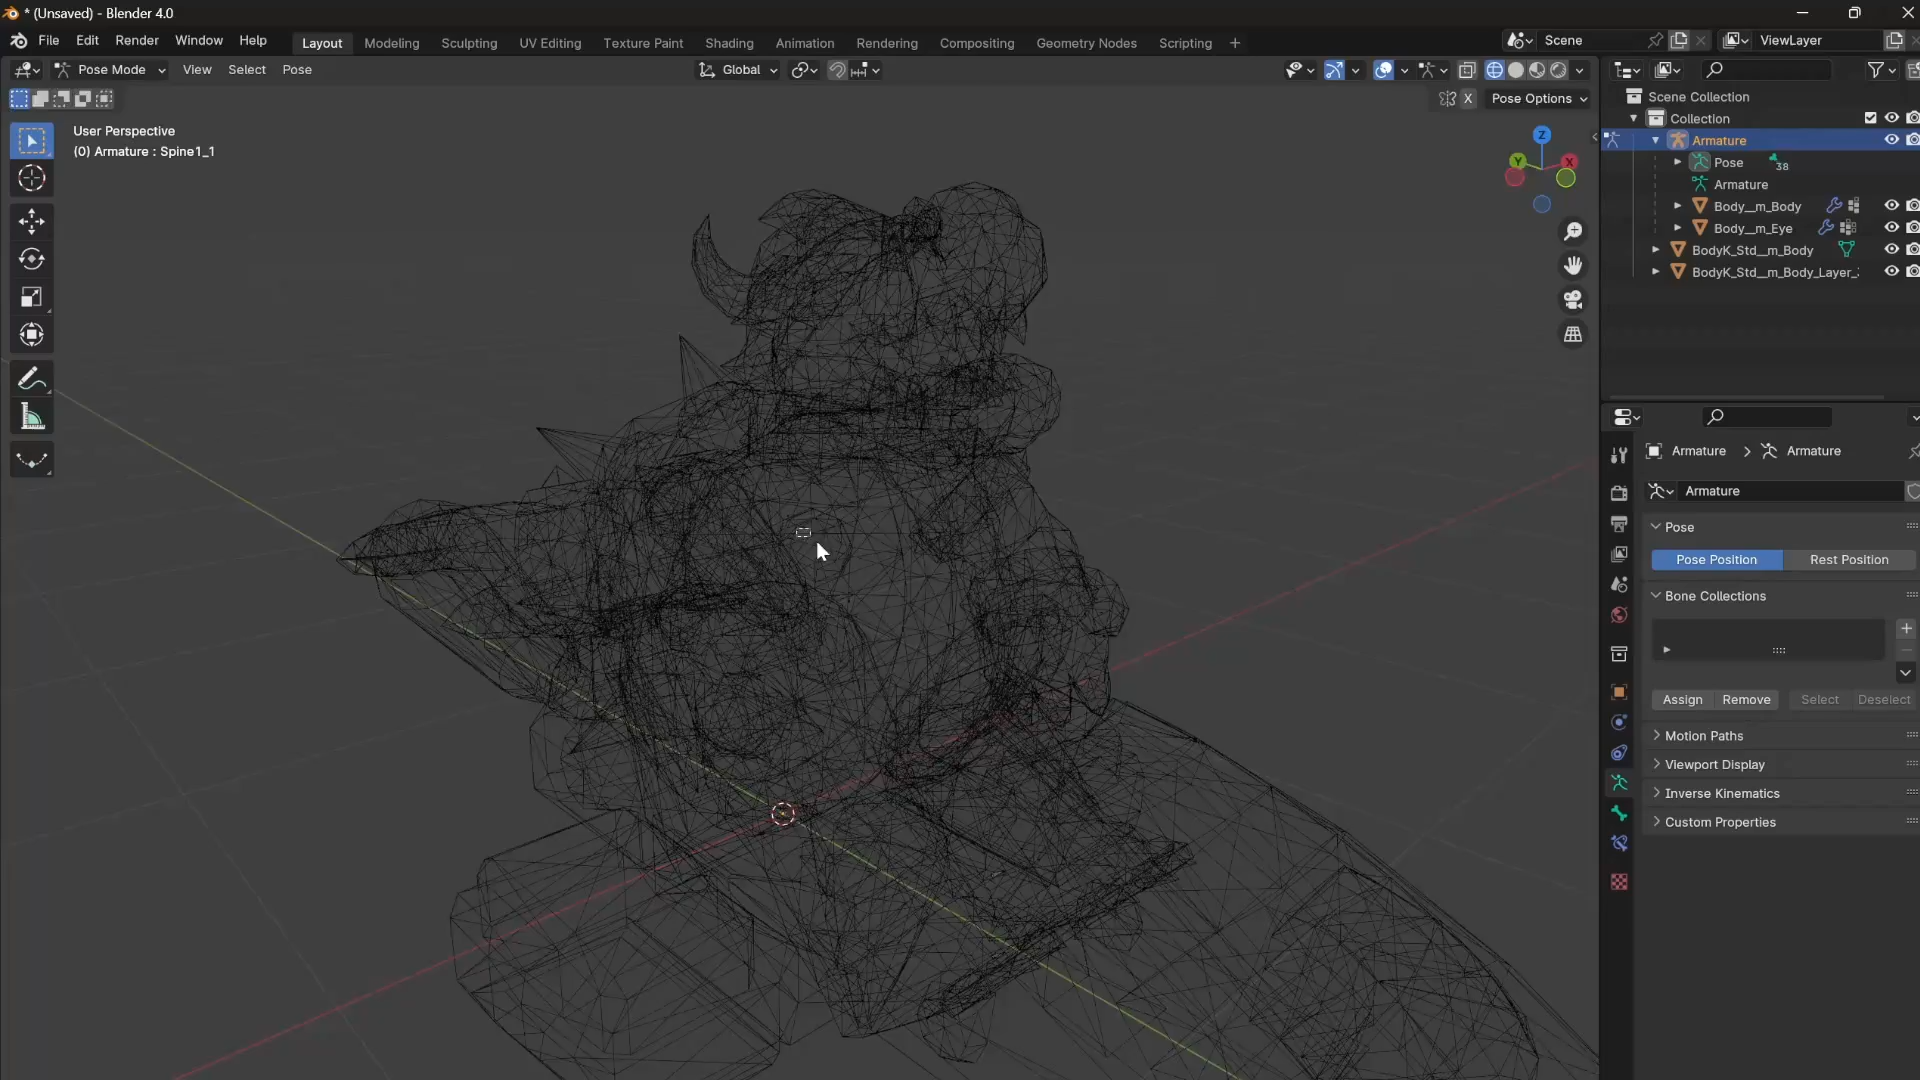 * (Unsaved) - Blender 4.0
File Edit Render Window Help Layout Modeling Sculpting UV Editing Texture Paint Shading Animation Rendering Compositing Geometry Nodes Scripting + Scene ViewLayer
Pose Mode View Select Pose Global
X Pose Options
User Perspective
(0) Armature : Spine1_1
Z
Y X
Scene Collection
Collection
Armature
Pose 38
Armature
Body__m_Body
Body__m_Eye
BodyK_Std__m_Body
BodyK_Std__m_Body_Layer_
Armature > Armature
Armature
Pose
Pose Position Rest Position
Bone Collections
Assign Remove Select Deselect
Motion Paths
Viewport Display
Inverse Kinematics
Custom Properties